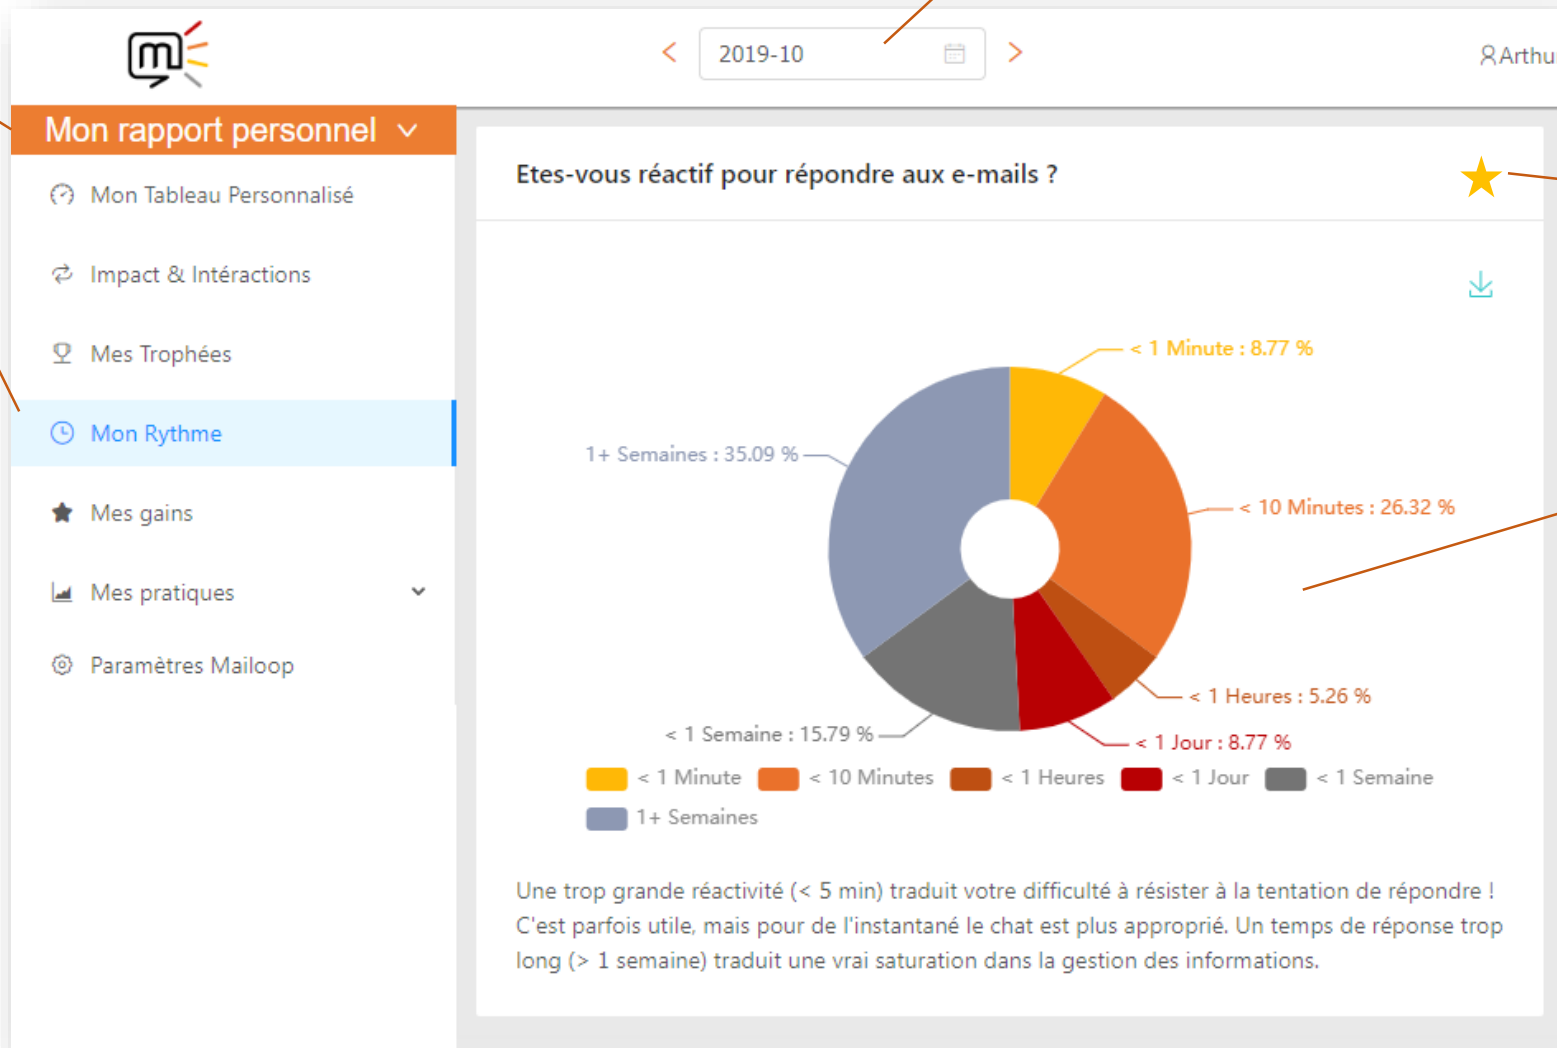 2019-10
Arthur
Mon rapport personnel
Mon Tableau Personnalisé
Impact & Intéractions
Mes Trophées
Mon Rythme
Mes gains
Mes pratiques
Paramètres Mailoop
Etes-vous réactif pour répondre aux e-mails ?
< 1 Minute : 8.77 %
1+ Semaines : 35.09 %
< 10 Minutes : 26.32 %
< 1 Heures : 5.26 %
< 1 Semaine : 15.79 %
< 1 Jour : 8.77 %
< 1 Minute < 10 Minutes < 1 Heures < 1 Jour < 1 Semaine
1+ Semaines
Une trop grande réactivité (< 5 min) traduit votre difficulté à résister à la tentation de répondre !
C'est parfois utile, mais pour de l'instantané le chat est plus approprié. Un temps de réponse trop
long (> 1 semaine) traduit une vrai saturation dans la gestion des informations.